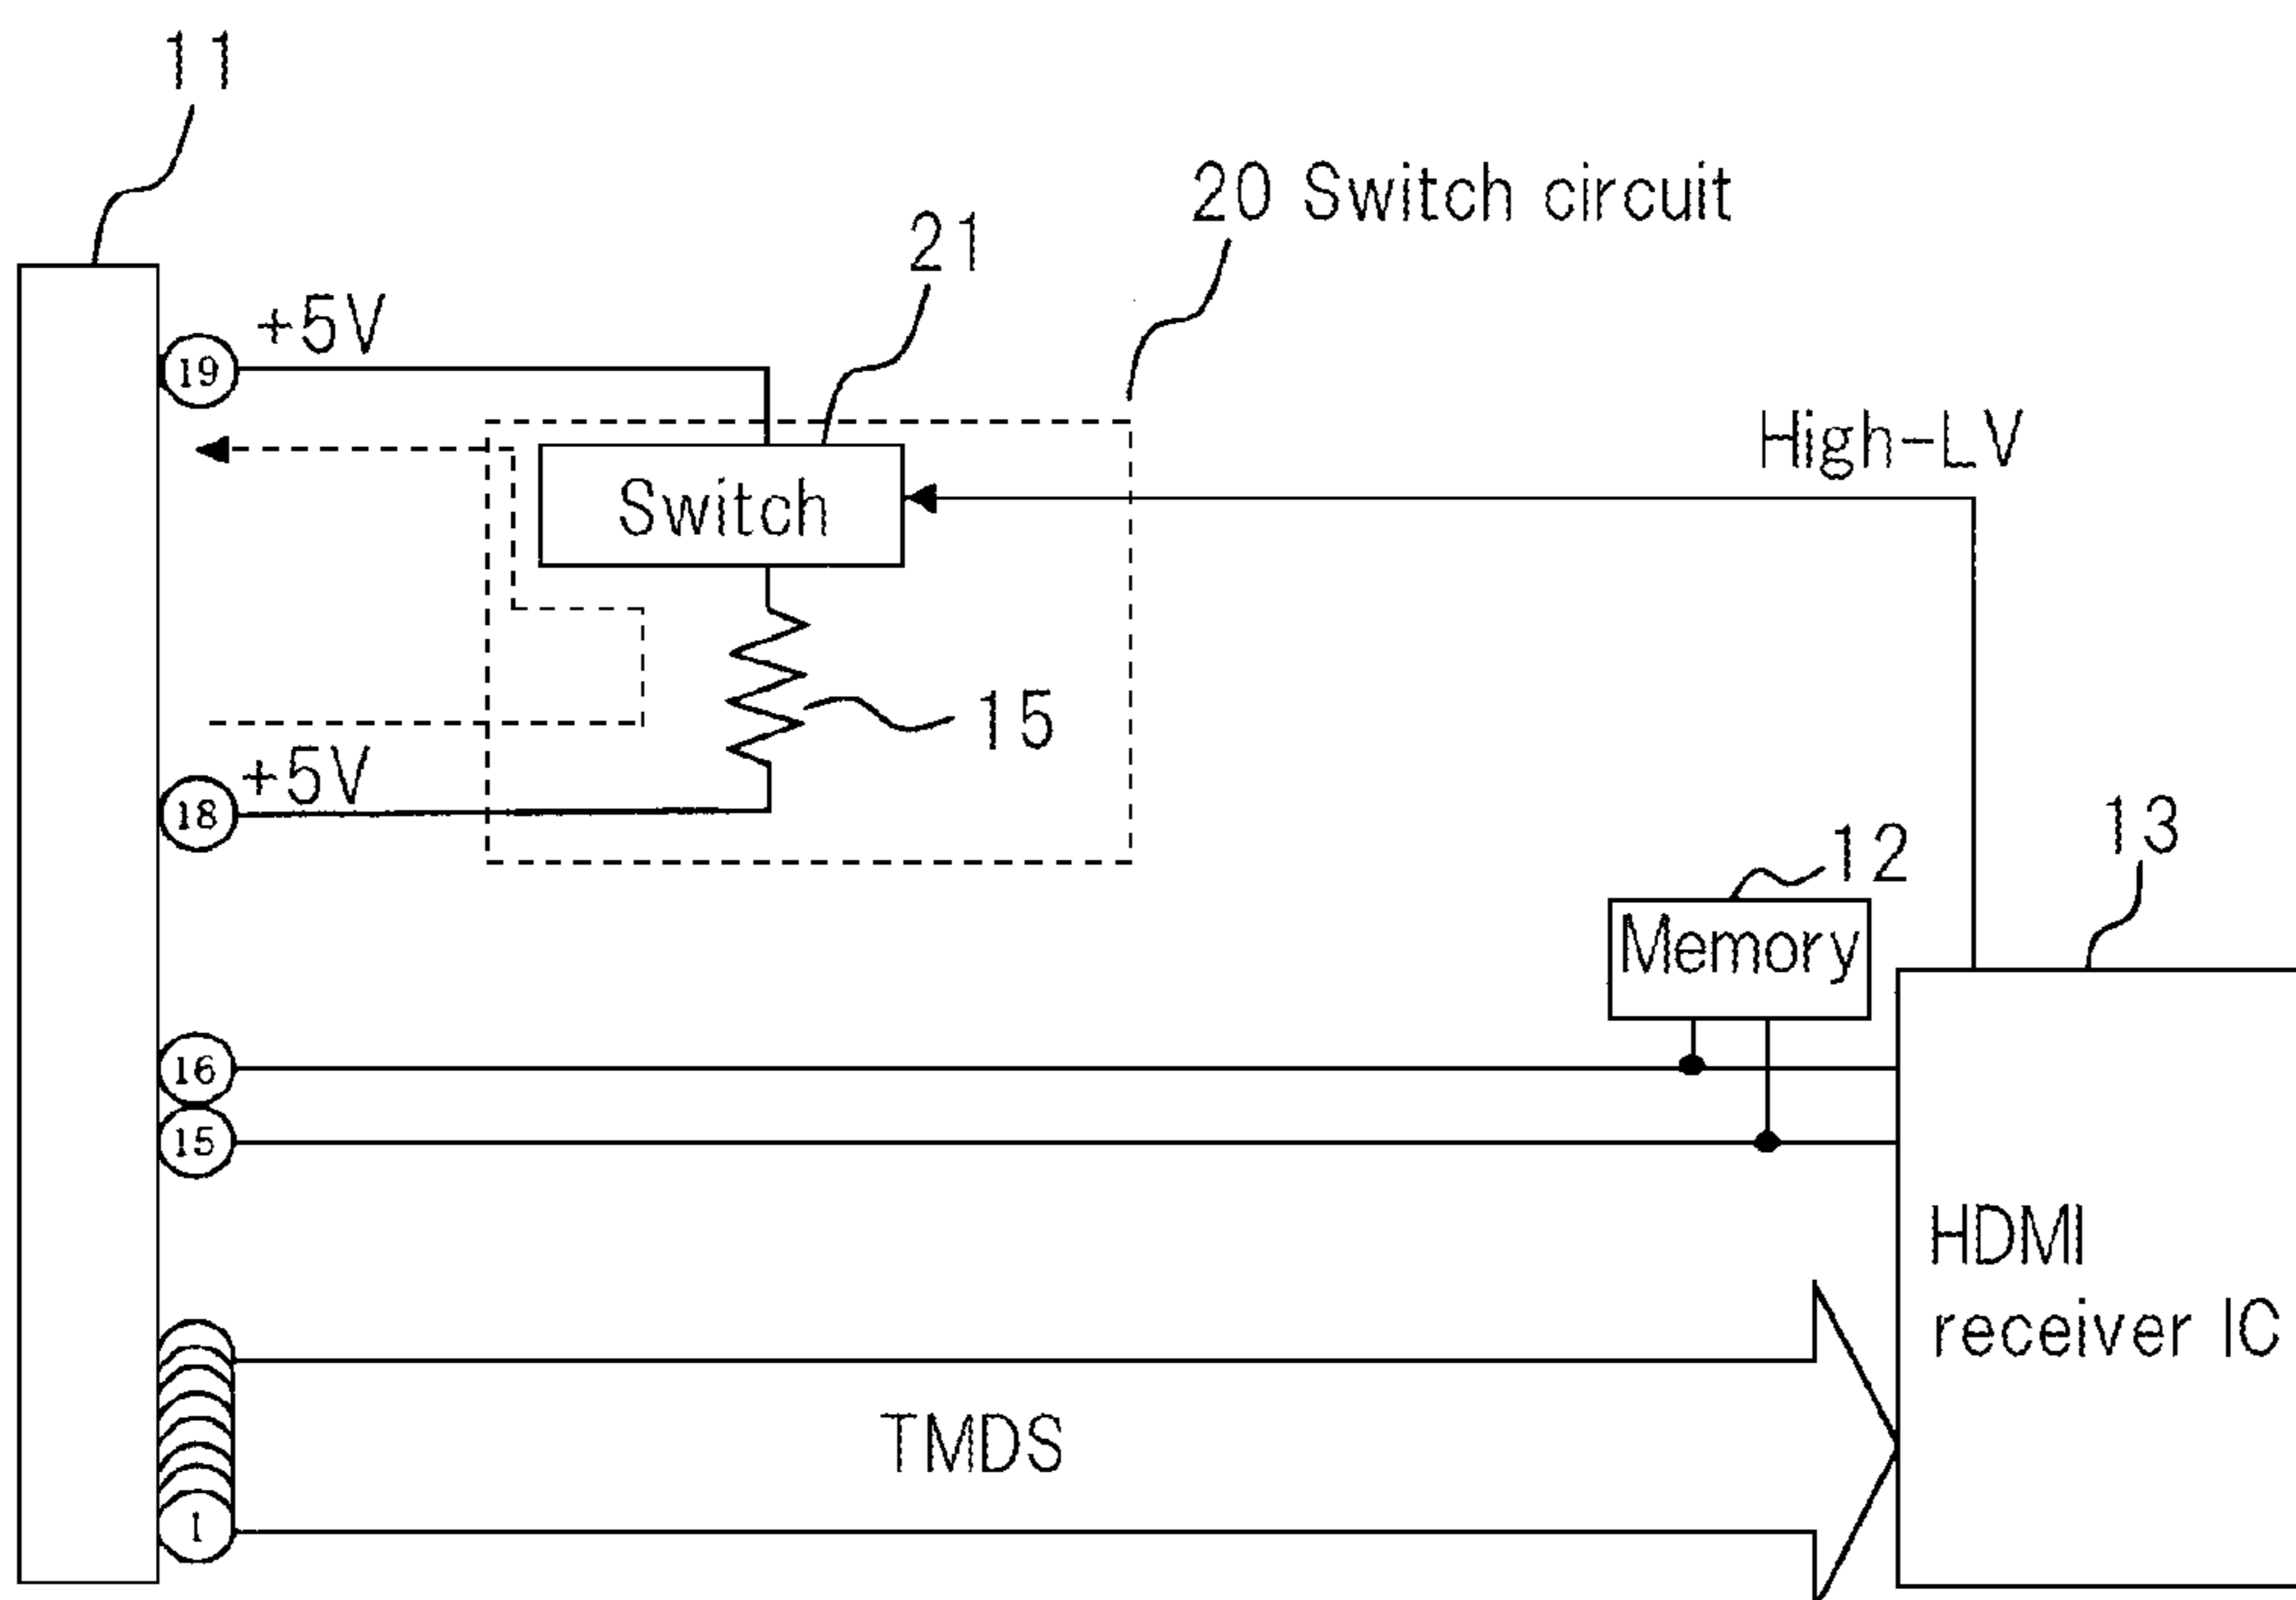 11
20 Switch circuit
21
+5V
19
High-LV
Switch
15
+5V
18
12
13
Memory
16
15
HDMI
receiver IC
TMDS
1